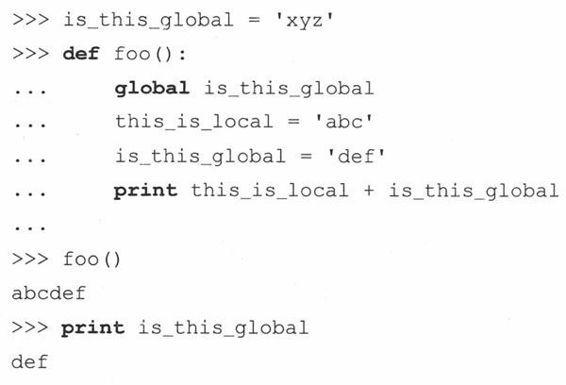 >>> is_this_global = 'xyz'
>>> def foo():
...     global is_this_global
...     this_is_local = 'abc'
...     is_this_global = 'def'
...     print this_is_local + is_this_global
...
>>> foo()
abcdef
>>> print is_this_global
def